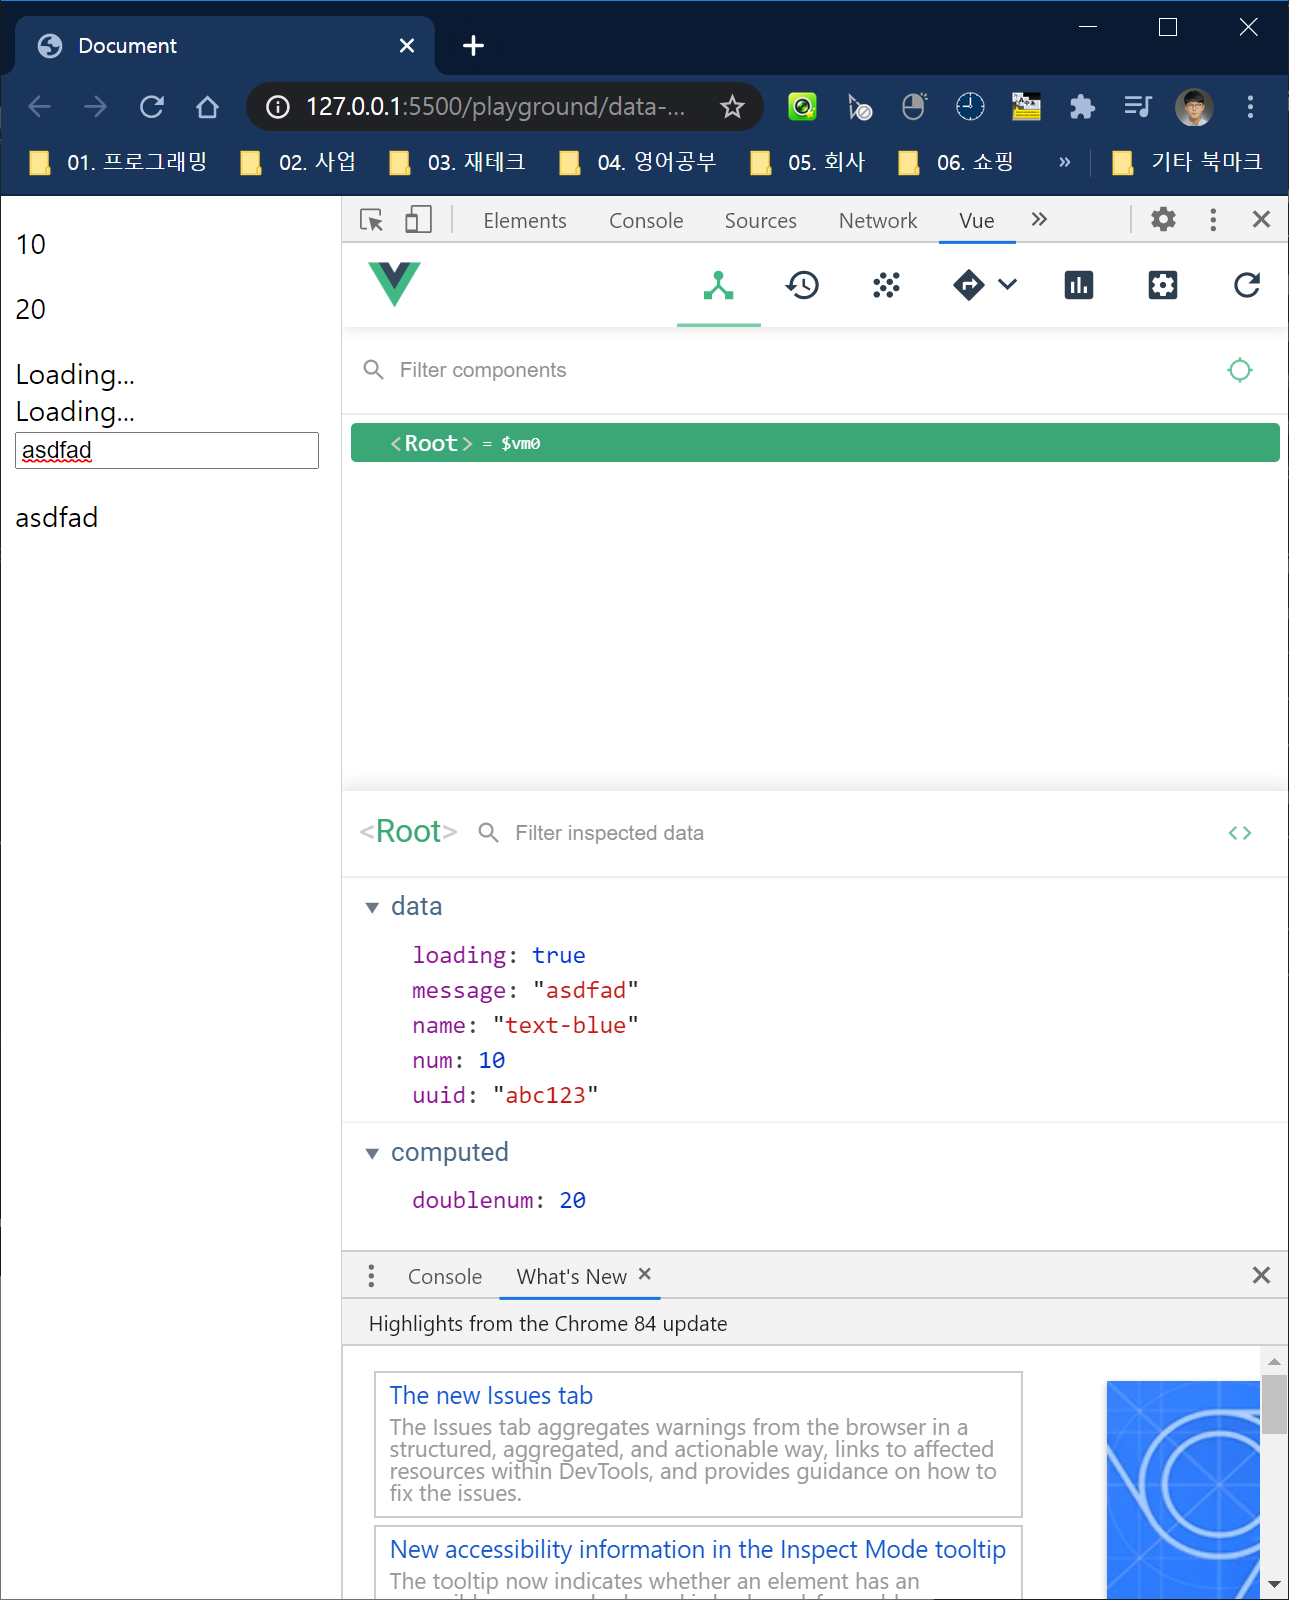 Document
127.0.0.1:5500/playground/data-...
01. 프로그래밍 02. 사업 03. 재테크 04. 영어공부 05. 회사 06. 쇼핑 » 기타 북마크
10
20
Loading...
Loading...
asdfad
asdfad
Elements Console Sources Network Vue »
Filter components
<Root> = $vm0
<Root> Filter inspected data
data
loading: true
message: "asdfad"
name: "text-blue"
num: 10
uuid: "abc123"
computed
doublenum: 20
Console What's New
Highlights from the Chrome 84 update
The new Issues tab
The Issues tab aggregates warnings from the browser in a
structured, aggregated, and actionable way, links to affected
resources within DevTools, and provides guidance on how to
fix the issues.
New accessibility information in the Inspect Mode tooltip
The tooltip now indicates whether an element has an